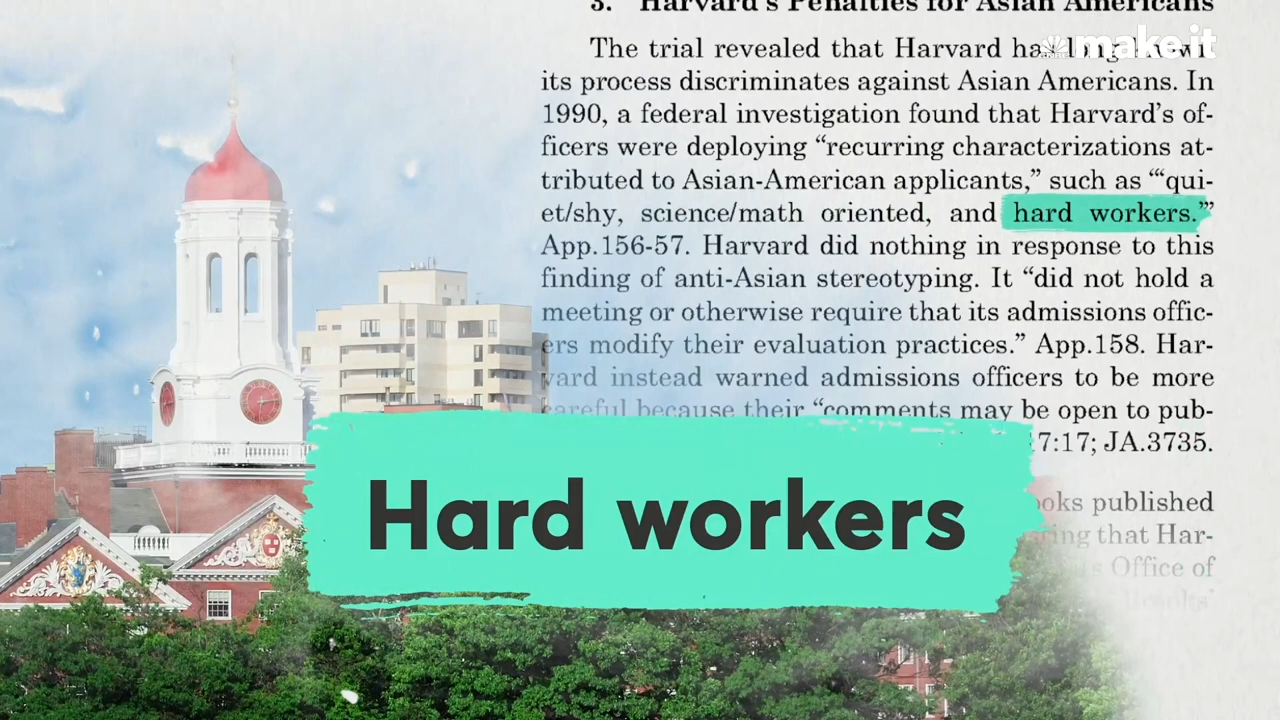 3. Harvard's Penalties for Asian Americans
make it
The trial revealed that Harvard has long known
its process discriminates against Asian Americans. In
1990, a federal investigation found that Harvard's of-
ficers were deploying “recurring characterizations at-
tributed to Asian-American applicants,” such as “‘qui-
et/shy, science/math oriented, and hard workers.’”
App.156-57. Harvard did nothing in response to this
finding of anti-Asian stereotyping. It “did not hold a
meeting or otherwise require that its admissions offic-
ers modify their evaluation practices.” App.158. Har-
vard instead warned admissions officers to be more
careful because their “comments may be open to pub-
7:17; JA.3735.
Hard workers
published
that Har-
Office of